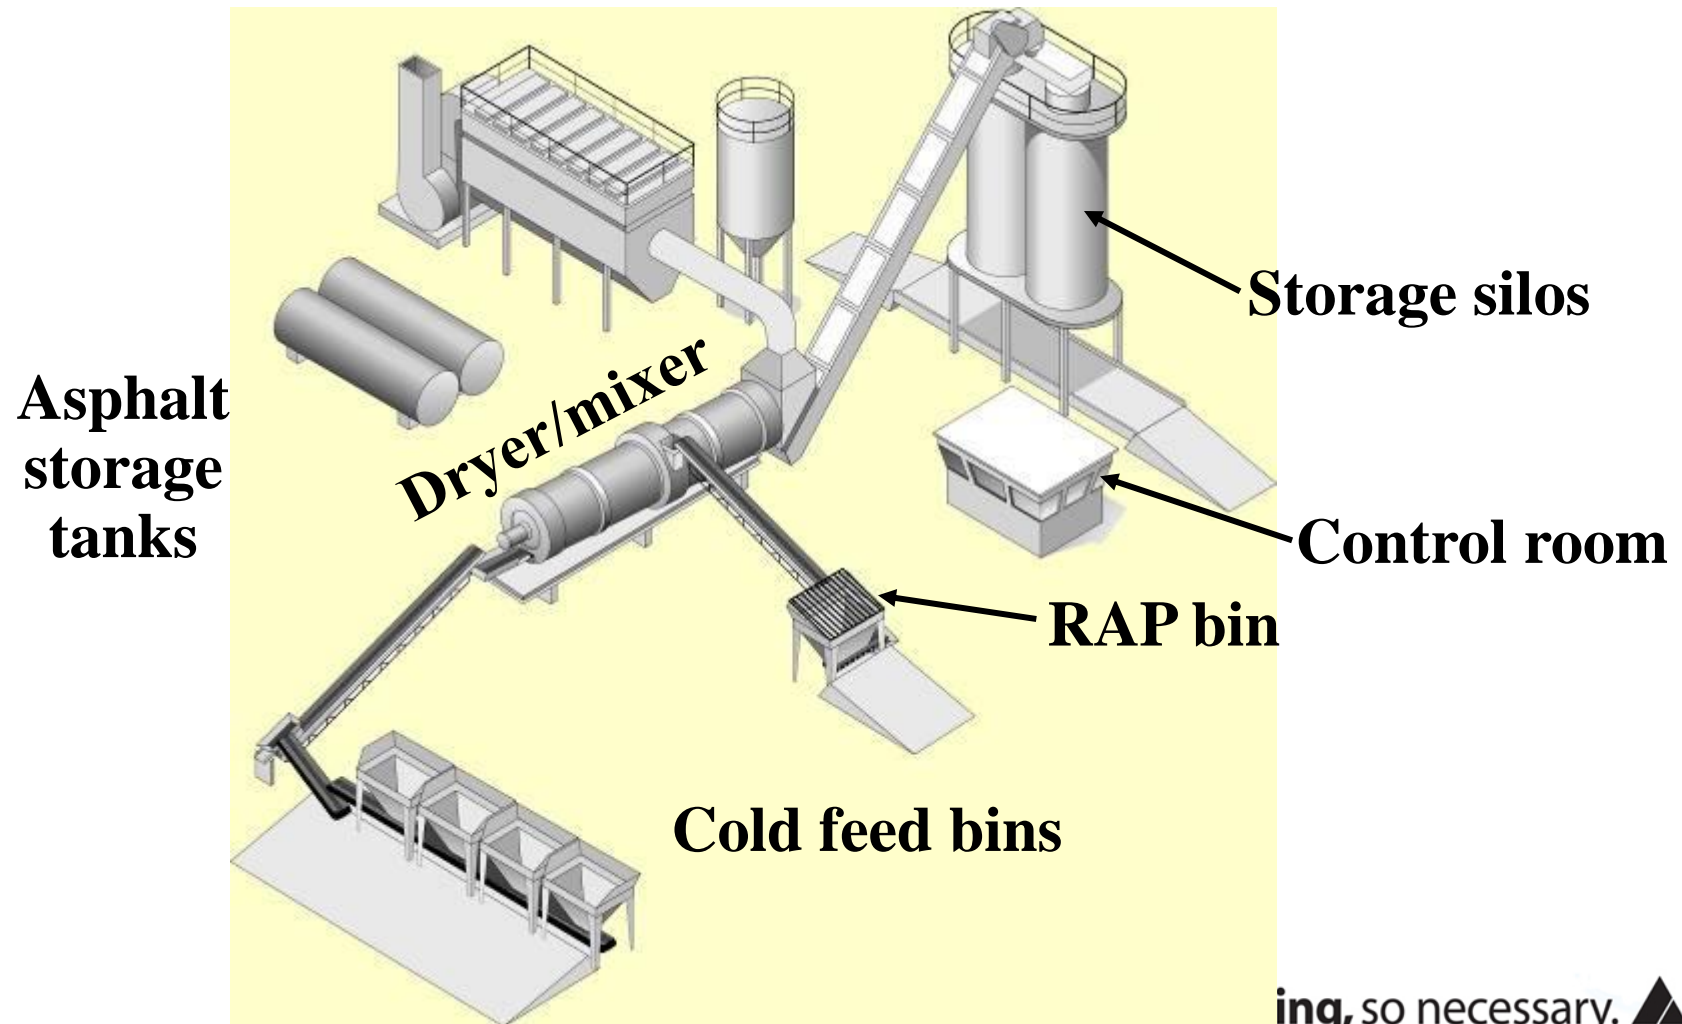 Storage silos
Dryer/mixer
Asphalt
storage
tanks
Control room
RAP bin
Cold feed bins
ing, so necessary.